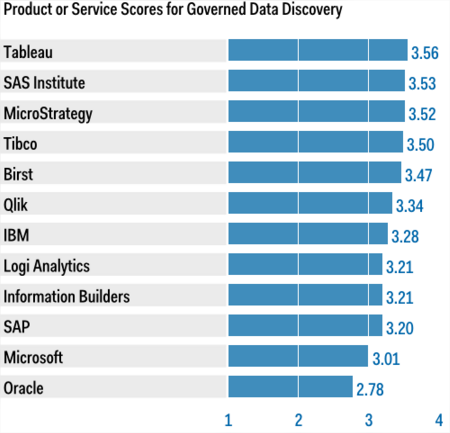 Product or Service Scores for Governed Data Discovery
Tableau 3.56
SAS Institute 3.53
MicroStrategy 3.52
Tibco 3.50
Birst 3.47
Qlik 3.34
IBM 3.28
Logi Analytics 3.21
Information Builders 3.21
SAP 3.20
Microsoft 3.01
Oracle 2.78
1 2 3 4